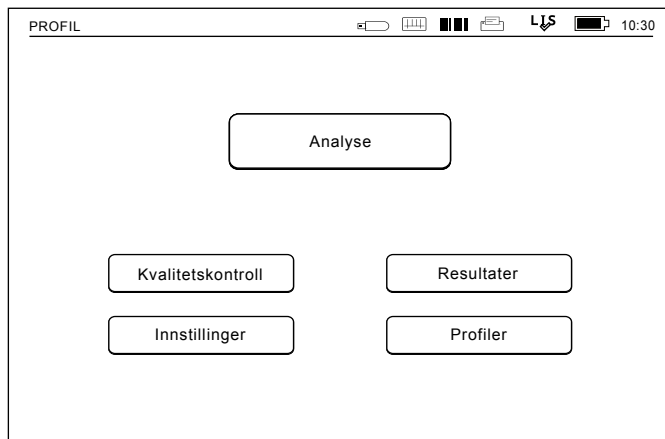 PROFIL LIS 10:30
Analyse
Kvalitetskontroll Resultater
Innstillinger Profiler